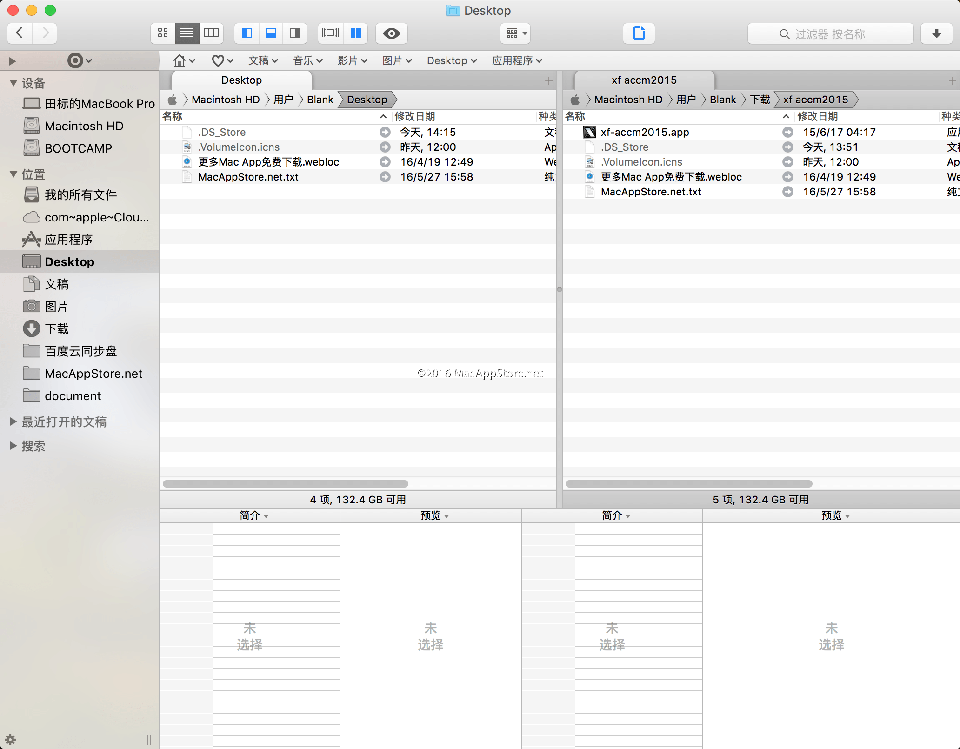 Desktop
过滤器 按名称
文稿 音乐 影片 图片 Desktop 应用程序
设备
田标的MacBook Pro
Macintosh HD
BOOTCAMP
位置
我的所有文件
com~apple~Clou...
应用程序
Desktop
文稿
图片
下载
百度云同步盘
MacAppStore.net
document
最近打开的文稿
搜索
Desktop
Macintosh HD 用户 Blank Desktop
名称 修改日期 种类
.DS_Store 今天, 14:15 文
.VolumeIcon.icns 昨天, 12:00 Ap
更多Mac App免费下载.webloc 16/4/19 12:49 We
MacAppStore.net.txt 16/5/27 15:58 纯
©2016 MacAppStore.net
4 项, 132.4 GB 可用
xf accm2015
Macintosh HD 用户 Blank 下载 xf accm2015
名称 修改日期 种类
xf-accm2015.app 15/6/17 04:17 应
.DS_Store 今天, 13:51 文
.VolumeIcon.icns 昨天, 12:00 Ap
更多Mac App免费下载.webloc 16/4/19 12:49 We
MacAppStore.net.txt 16/5/27 15:58 纯
5 项, 132.4 GB 可用
简介 预览 简介 预览
未 未 未 未
选择 选择 选择 选择